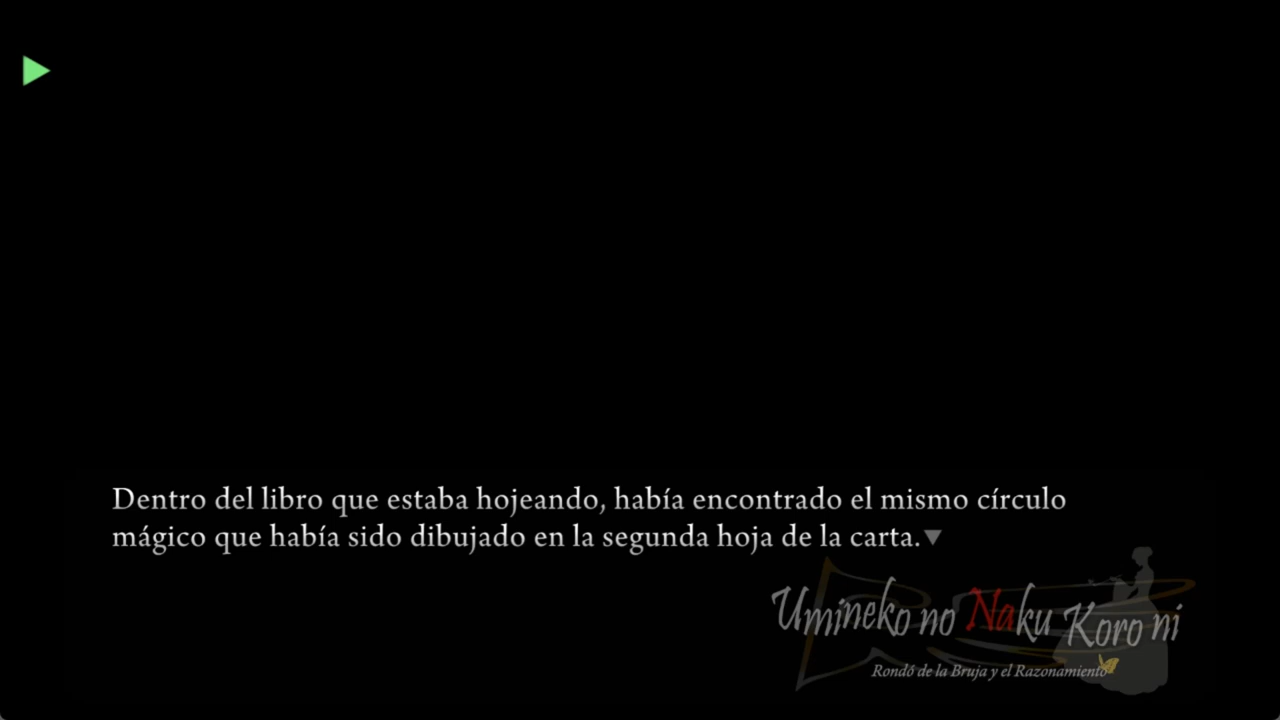 Dentro del libro que estaba hojeando, había encontrado el mismo círculo
mágico que había sido dibujado en la segunda hoja de la carta.
Umineko no Naku Koro ni
Rondó de la Bruja y el Razonamiento